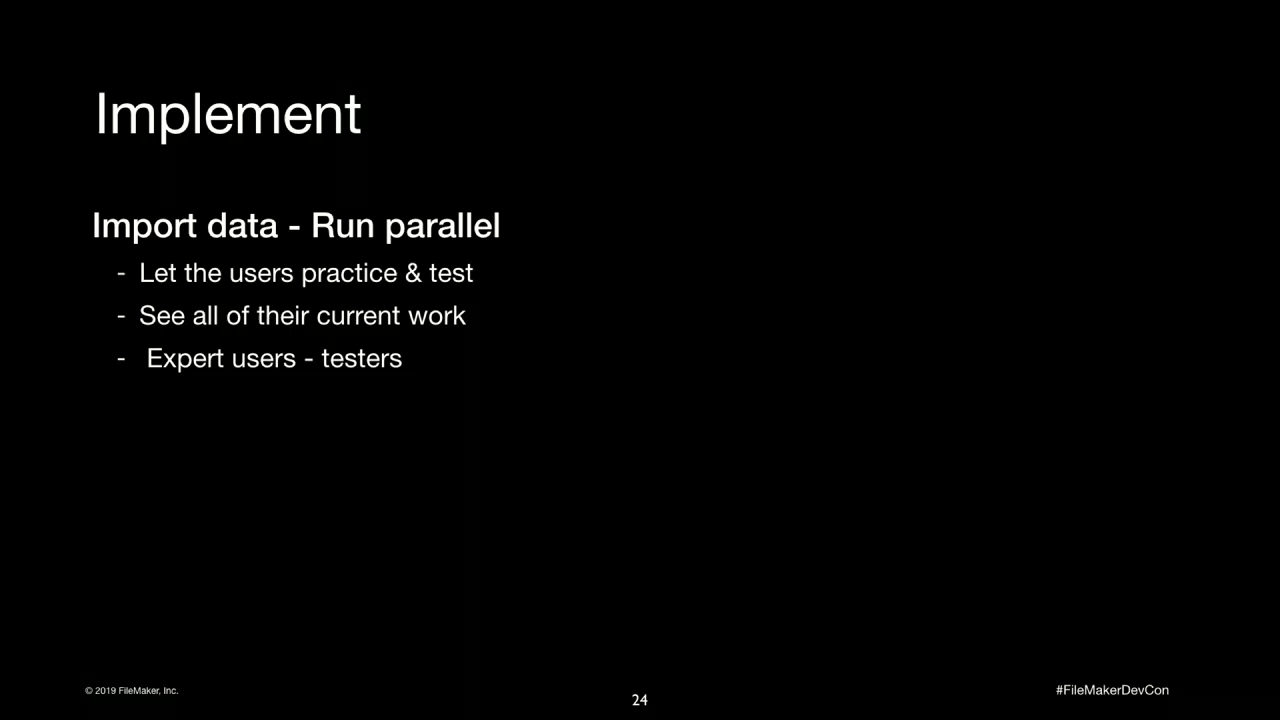 Implement
Import data - Run parallel
- Let the users practice & test
- See all of their current work
- Expert users - testers
© 2019 FileMaker, Inc.
24
#FileMakerDevCon